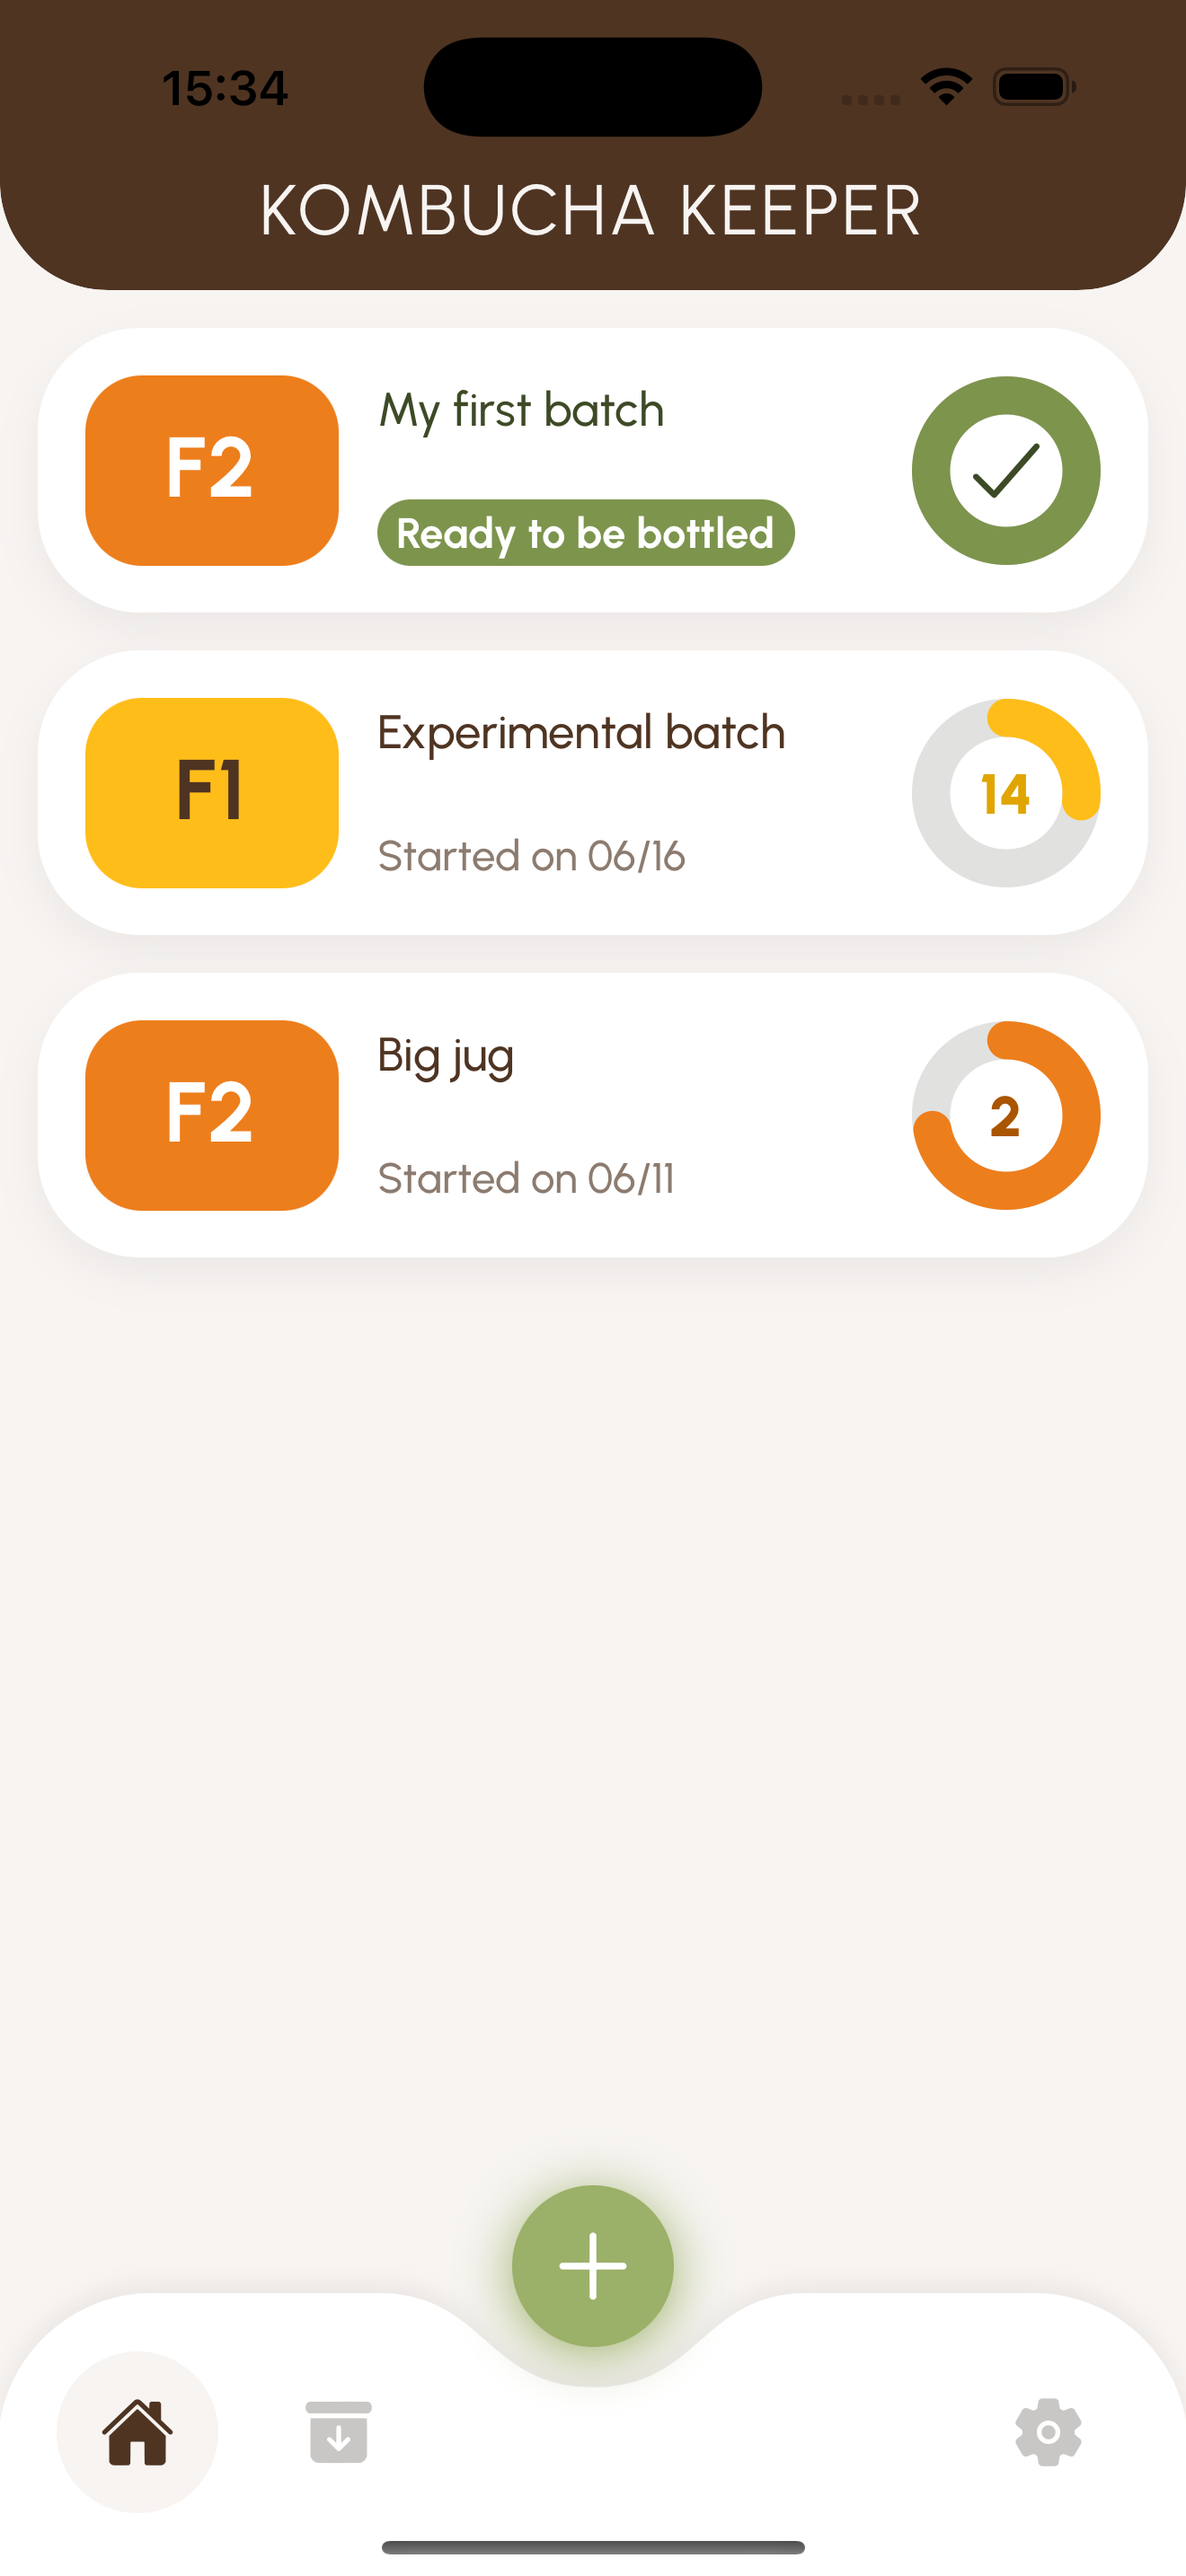 15:34
KOMBUCHA KEEPER
F2
My first batch
Ready to be bottled
F1
Experimental batch
14
Started on 06/16
F2
Big jug
2
Started on 06/11